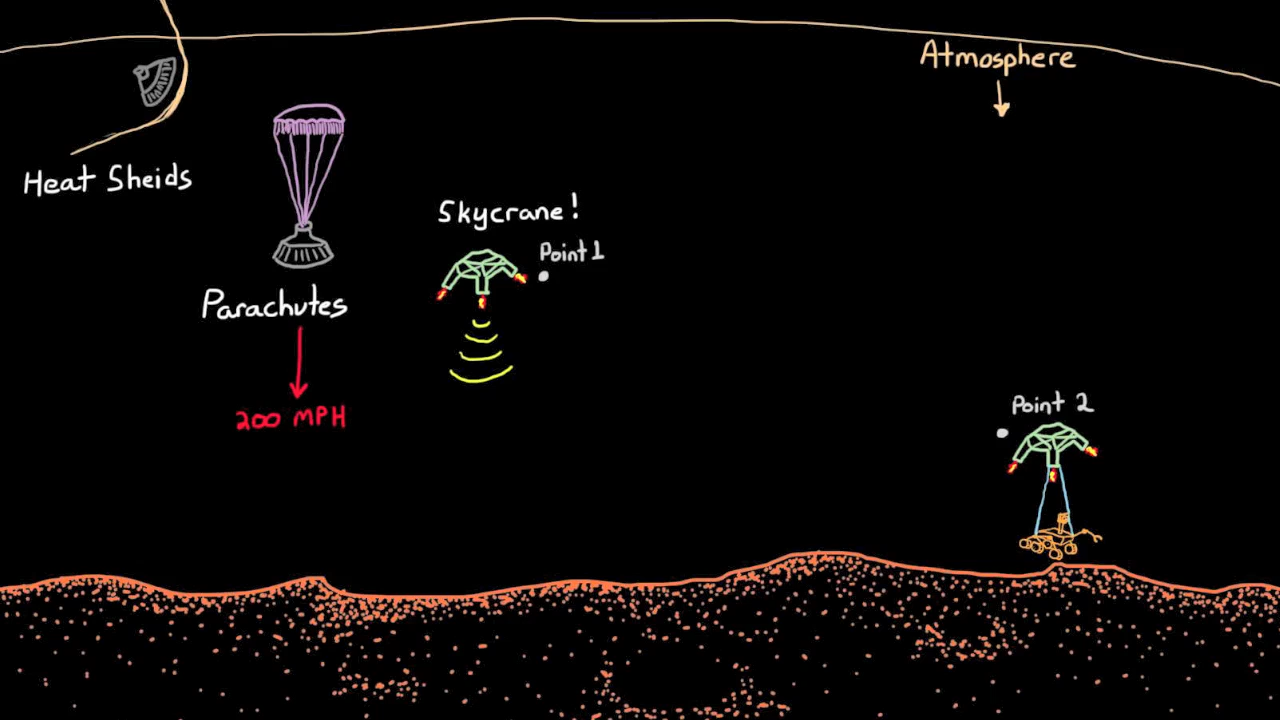 Atmosphere
Heat Sheids
Skycrane!
Point 1
Parachutes
200 MPH
Point 2